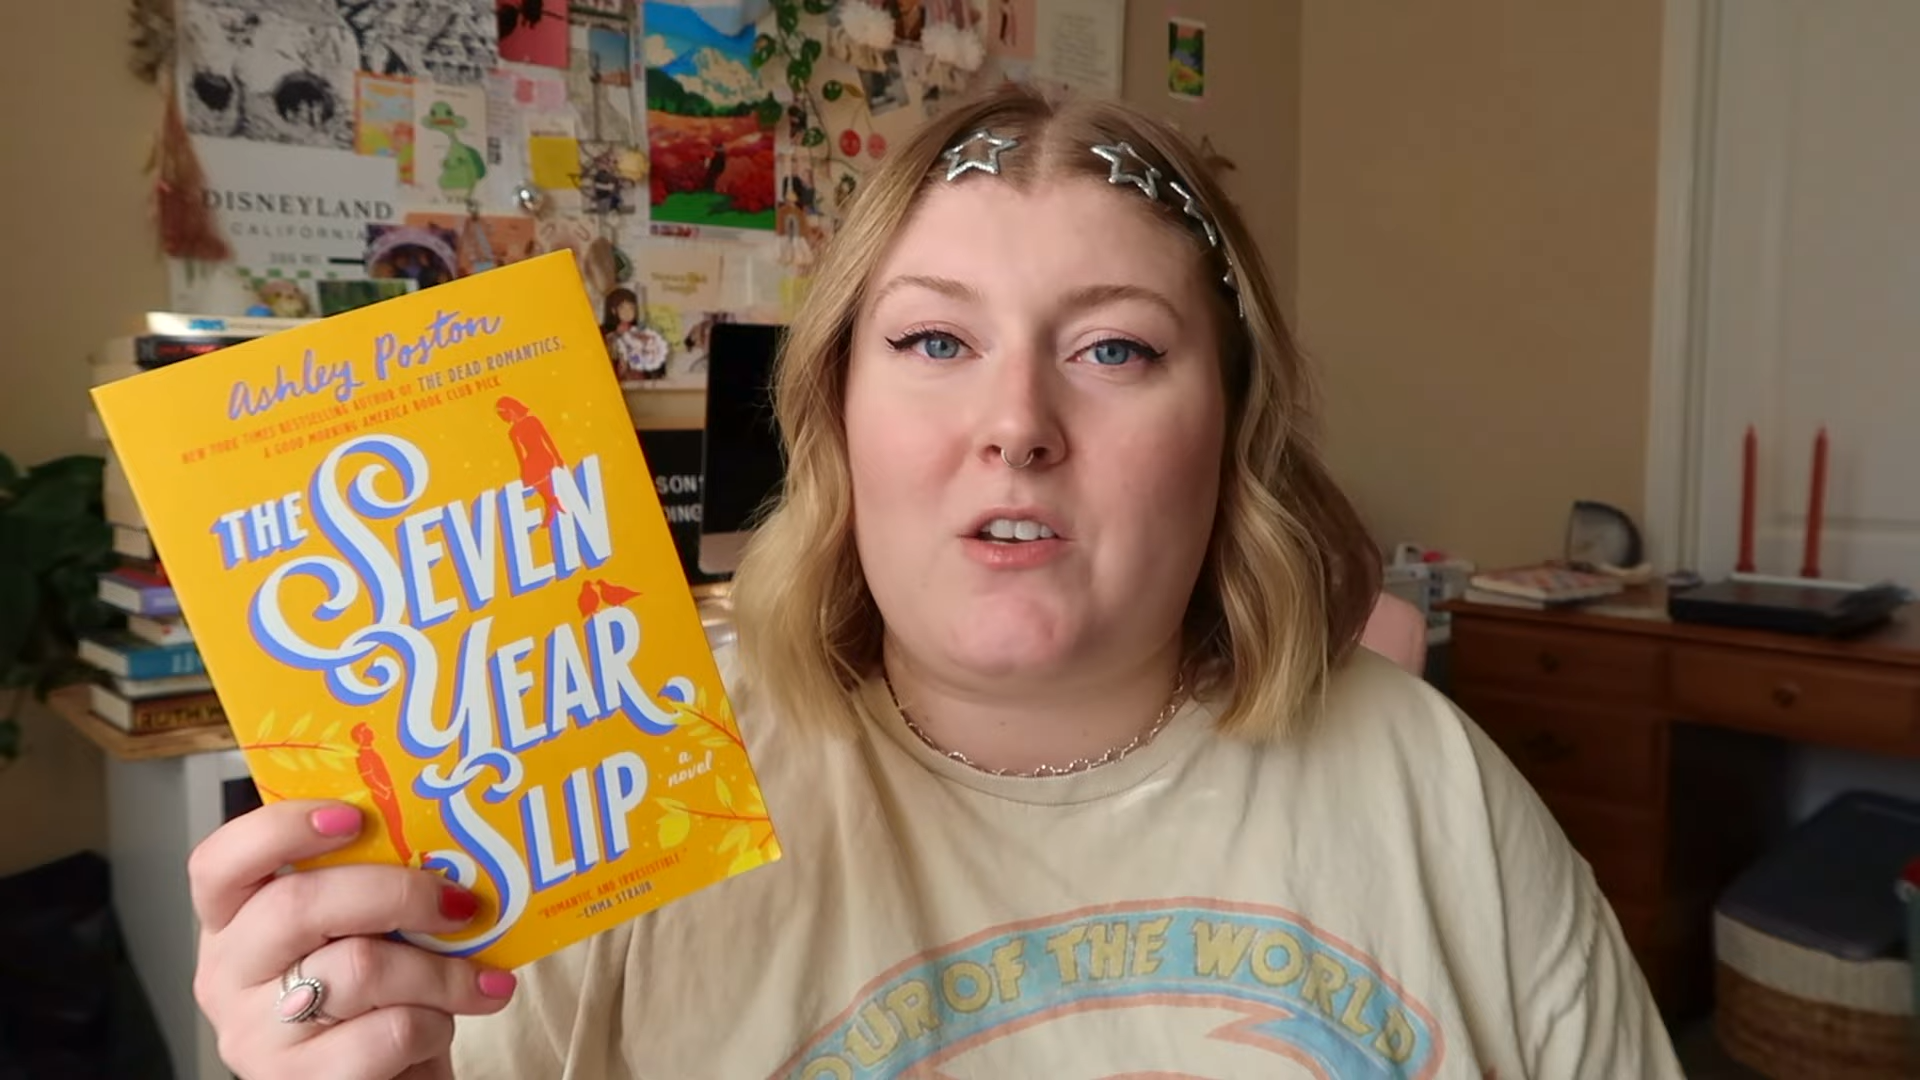 DISNEYLAND
CALIFORNIA
Ashley Poston
NEW YORK TIMES BESTSELLING AUTHOR OF THE DEAD ROMANTICS,
A GOOD MORNING AMERICA BOOK CLUB PICK
THE
SEVEN
YEAR
SLIP
a
novel
"ROMANTIC AND IRRESISTIBLE."
—EMMA STRAUB
OUR OF THE WORLD